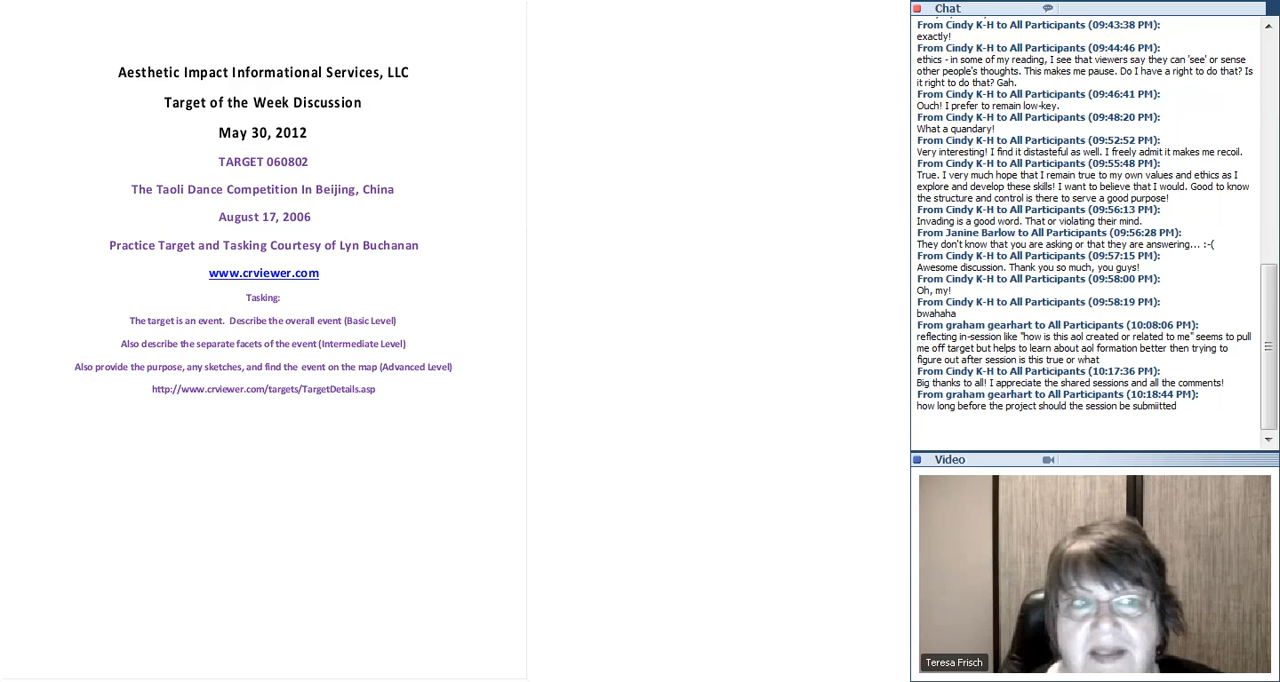 Aesthetic Impact Informational Services, LLC
Target of the Week Discussion
May 30, 2012
TARGET 060802
The Taoli Dance Competition In Beijing, China
August 17, 2006
Practice Target and Tasking Courtesy of Lyn Buchanan
www.crviewer.com
Tasking:
The target is an event. Describe the overall event (Basic Level)
Also describe the separate facets of the event (Intermediate Level)
Also provide the purpose, any sketches, and find the event on the map (Advanced Level)
http://www.crviewer.com/targets/TargetDetails.asp
Chat
From Cindy K-H to All Participants (09:43:38 PM):
exactly!
From Cindy K-H to All Participants (09:44:46 PM):
ethics - in some of my reading, I see that viewers say they can 'see' or sense
other people's thoughts. This makes me pause. Do I have a right to do that? Is
it right to do that? Gah.
From Cindy K-H to All Participants (09:46:41 PM):
Ouch! I prefer to remain low-key.
From Cindy K-H to All Participants (09:48:20 PM):
What a quandary!
From Cindy K-H to All Participants (09:52:52 PM):
Very interesting! I find it distasteful as well. I freely admit it makes me recoil.
From Cindy K-H to All Participants (09:55:48 PM):
True. I very much hope that I remain true to my own values and ethics as I
explore and develop these skills! I want to believe that I would. Good to know
the structure and control is there to serve a good purpose!
From Cindy K-H to All Participants (09:56:13 PM):
Invading is a good word. That or violating their mind.
From Janine Barlow to All Participants (09:56:28 PM):
They don't know that you are asking or that they are answering... :-(
From Cindy K-H to All Participants (09:57:15 PM):
Awesome discussion. Thank you so much, you guys!
From Cindy K-H to All Participants (09:58:00 PM):
Oh, my!
From Cindy K-H to All Participants (09:58:19 PM):
bwahaha
From graham gearhart to All Participants (10:08:06 PM):
reflecting in-session like "how is this aol created or related to me" seems to pull
me off target but helps to learn about aol formation better then trying to
figure out after session is this true or what
From Cindy K-H to All Participants (10:17:36 PM):
Big thanks to all! I appreciate the shared sessions and all the comments!
From graham gearhart to All Participants (10:18:44 PM):
how long before the project should the session be submiitted
Video
Teresa Frisch